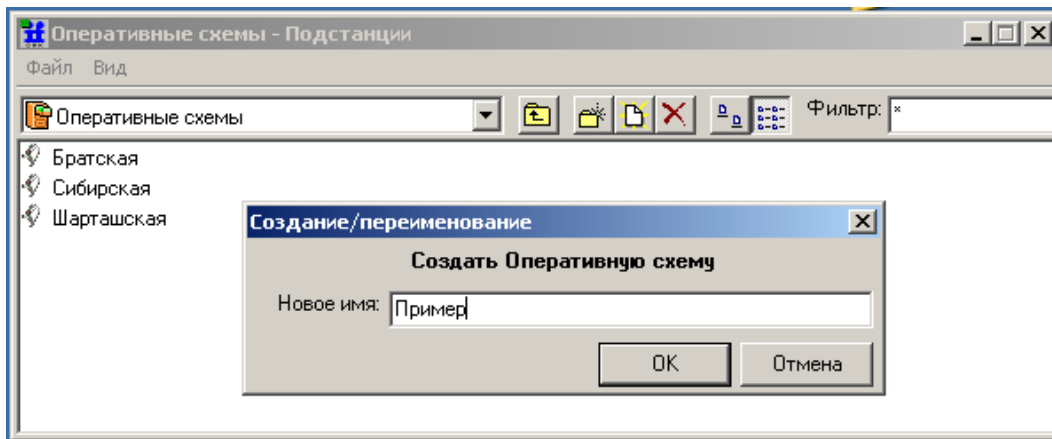 Оперативные схемы - Подстанции
Файл Вид
Оперативные схемы Фильтр: *
Братская
Сибирская
Шарташская
Создание/переименование
Создать Оперативную схему
Новое имя: Пример
OK Отмена